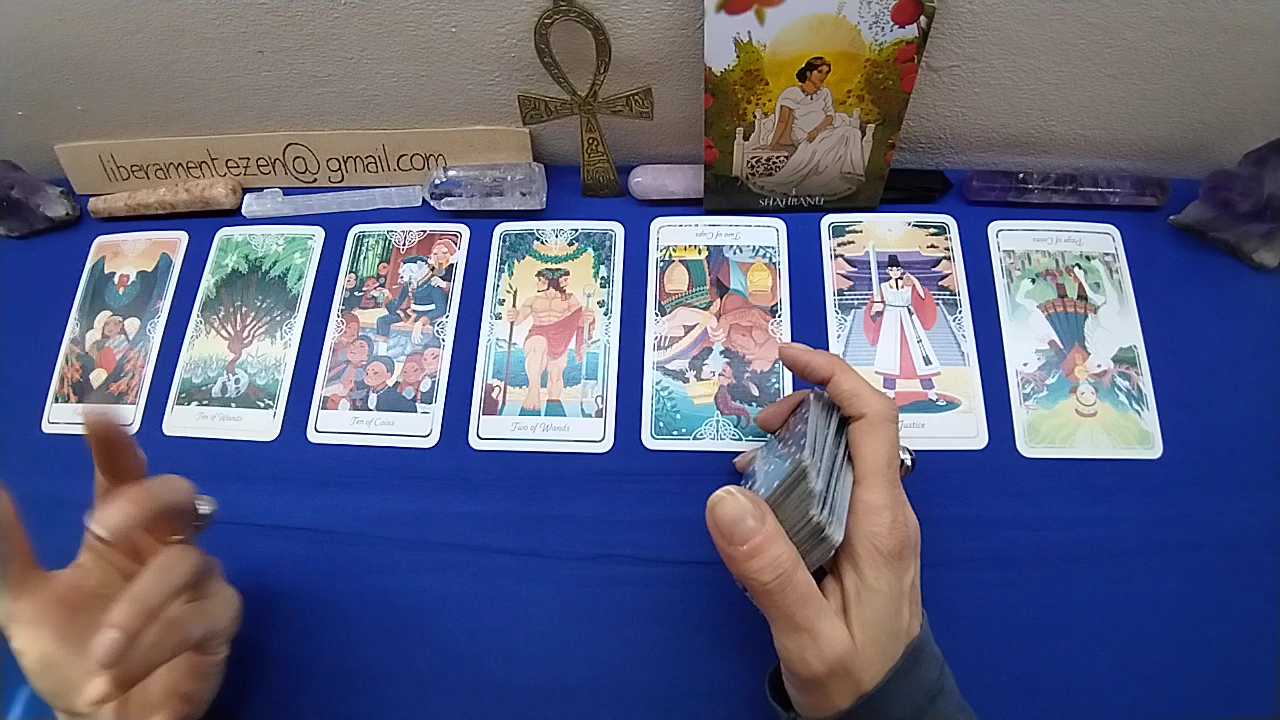 liberamentezen@gmail.com
SHAHBANU
Ten of Wands
Ten of Coins
Two of Wands
Two of Cups
Justice
Page of Coins